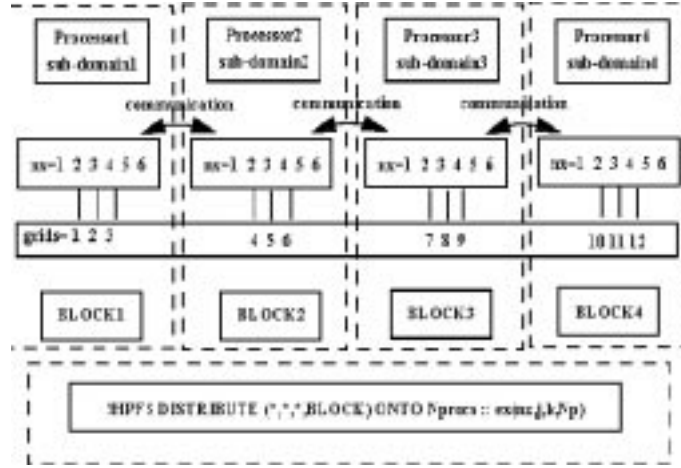 Processor1
sub-domain1
Processor2
sub-domain2
Processor3
sub-domain3
Processor4
sub-domain4
communication
communication
communication
nx=1 2 3 4 5 6
nx=1 2 3 4 5 6
nx=1 2 3 4 5 6
nx=1 2 3 4 5 6
grids=1 2 3
4 5 6
7 8 9
10 11 12
BLOCK1
BLOCK2
BLOCK3
BLOCK4
!HPF$ DISTRIBUTE (*,*,*,BLOCK) ONTO Nprocs :: ex(nx,j,k,Np)